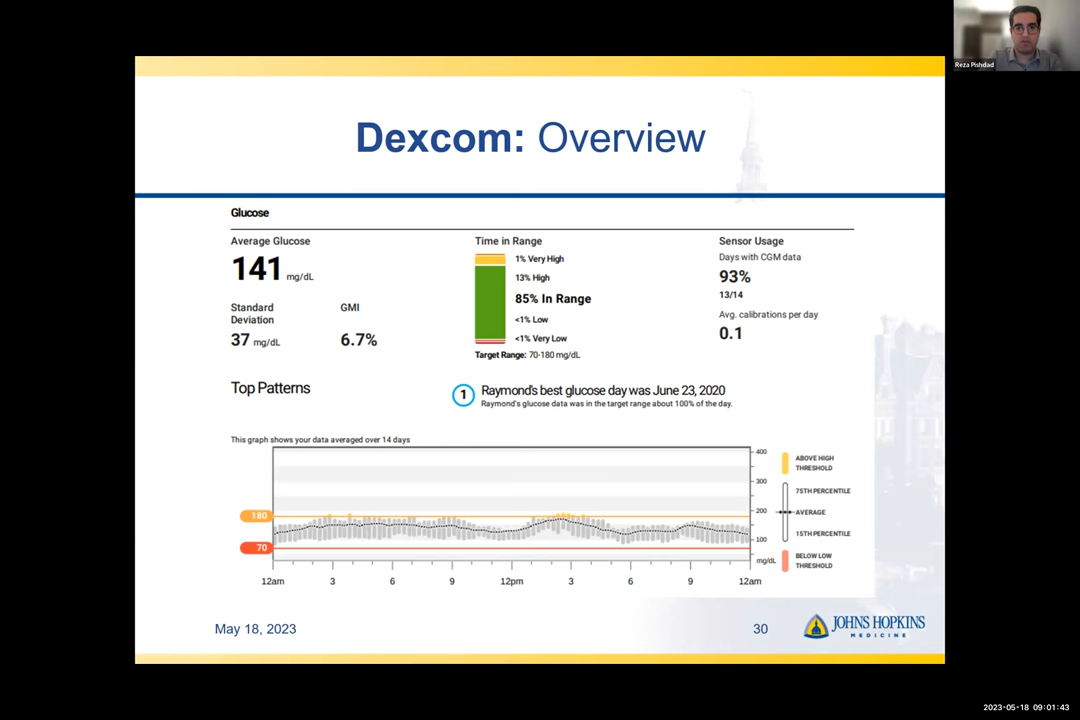 Reza Pishdad
Dexcom: Overview
Glucose
Average Glucose
141 mg/dL
Standard
Deviation
37 mg/dL
GMI
6.7%
Time in Range
1% Very High
13% High
85% In Range
<1% Low
<1% Very Low
Target Range: 70-180 mg/dL
Sensor Usage
Days with CGM data
93%
13/14
Avg. calibrations per day
0.1
Top Patterns
1
Raymond's best glucose day was June 23, 2020
Raymond's glucose data was in the target range about 100% of the day.
This graph shows your data averaged over 14 days
180
70
400
300
200
100
mg/dL
12am 3 6 9 12pm 3 6 9 12am
ABOVE HIGH
THRESHOLD
75TH PERCENTILE
AVERAGE
15TH PERCENTILE
BELOW LOW
THRESHOLD
May 18, 2023
30
JOHNS HOPKINS
MEDICINE
2023-05-18 09:01:43